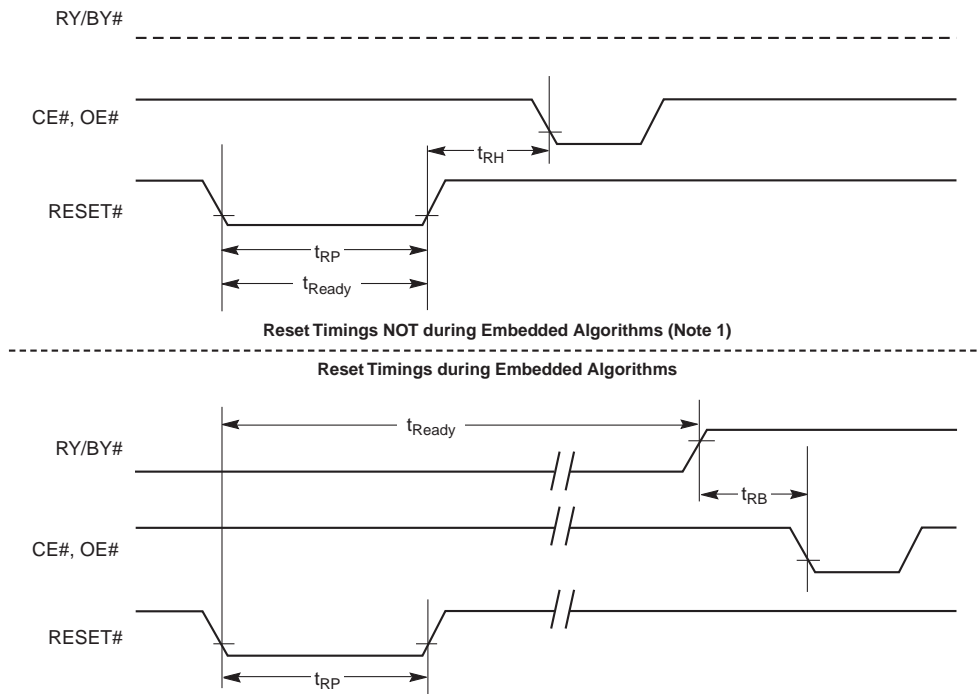 RY/BY#
CE#, OE#
tRH
RESET#
tRP
tReady
Reset Timings NOT during Embedded Algorithms (Note 1)
Reset Timings during Embedded Algorithms
tReady
RY/BY#
tRB
CE#, OE#
RESET#
tRP